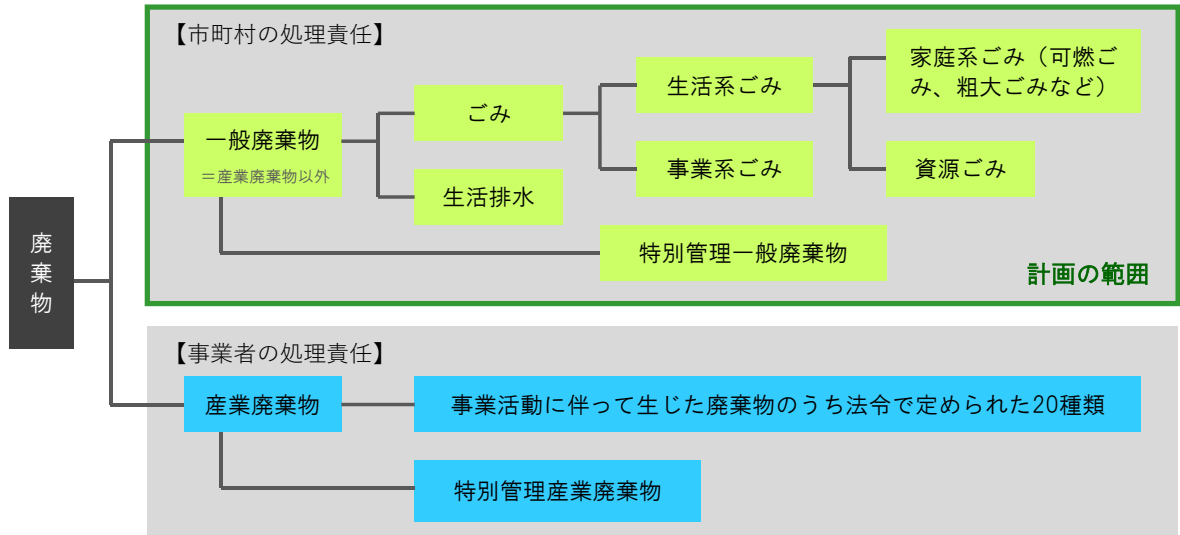 廃棄物
【市町村の処理責任】
一般廃棄物
＝産業廃棄物以外
ごみ
生活排水
生活系ごみ
事業系ごみ
家庭系ごみ（可燃ご
み、粗大ごみなど）
資源ごみ
特別管理一般廃棄物
計画の範囲
【事業者の処理責任】
産業廃棄物
事業活動に伴って生じた廃棄物のうち法令で定められた20種類
特別管理産業廃棄物